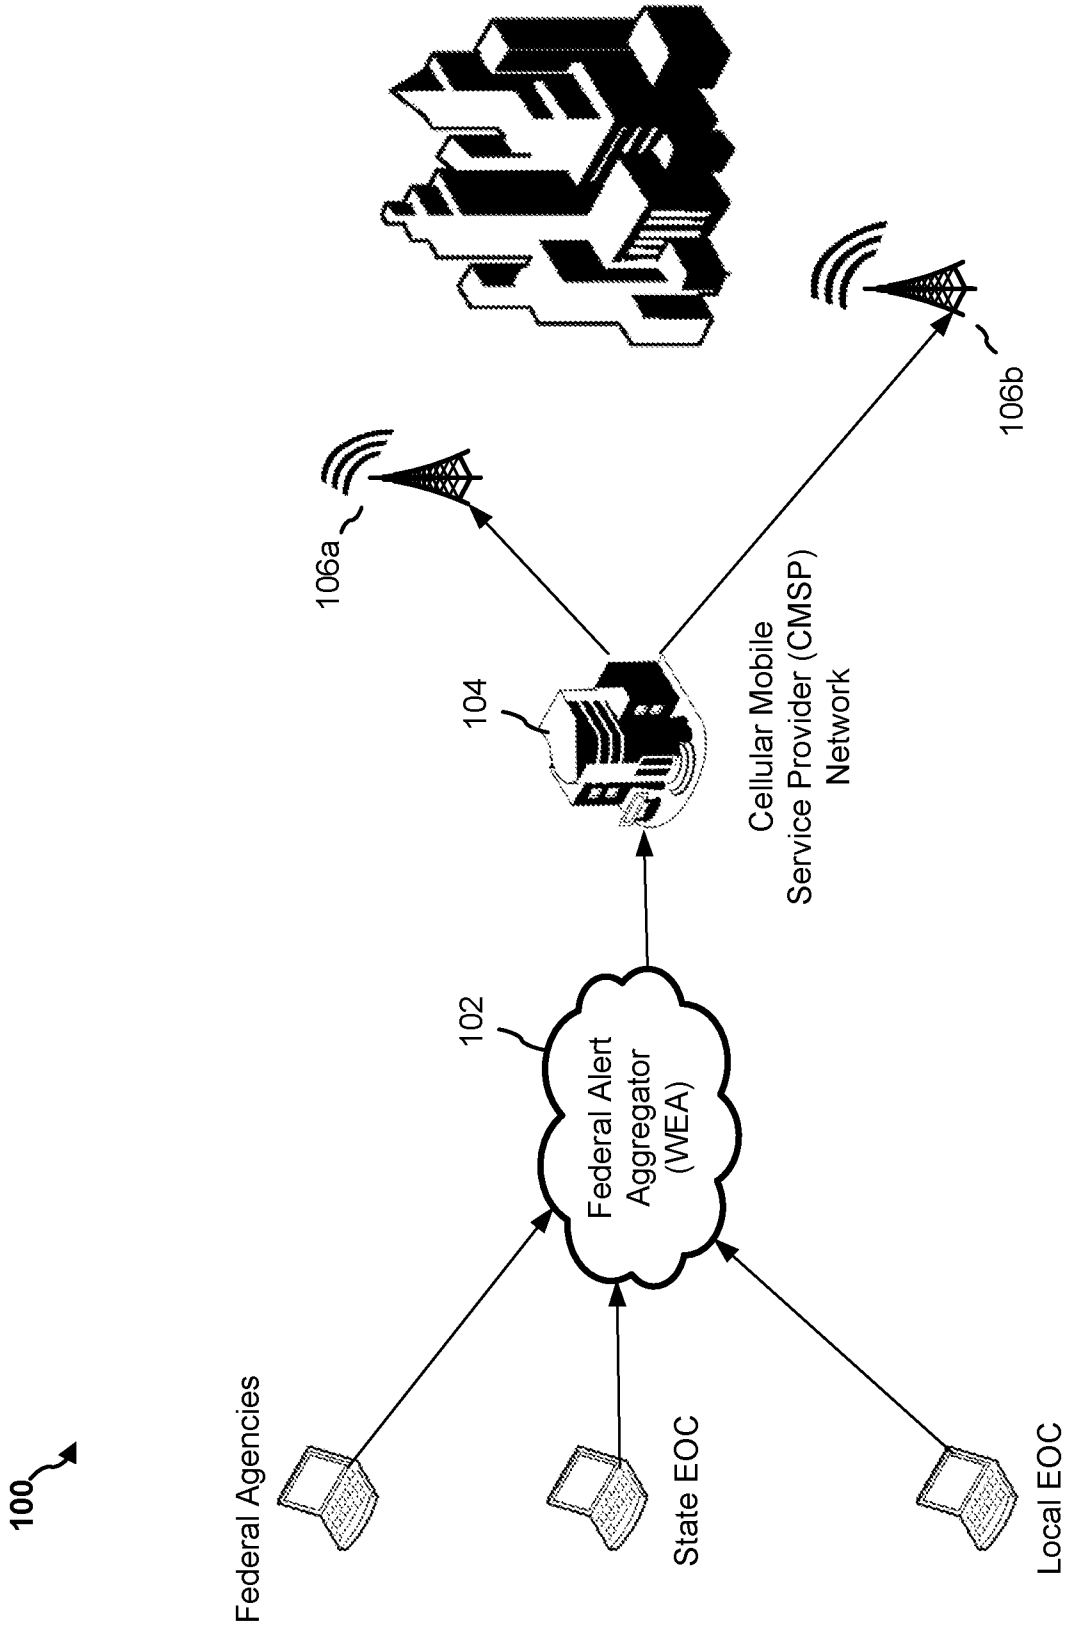 100
Federal Agencies
State EOC
Local EOC
102
Federal Alert
Aggregator
(WEA)
104
Cellular Mobile
Service Provider (CMSP)
Network
106a
106b